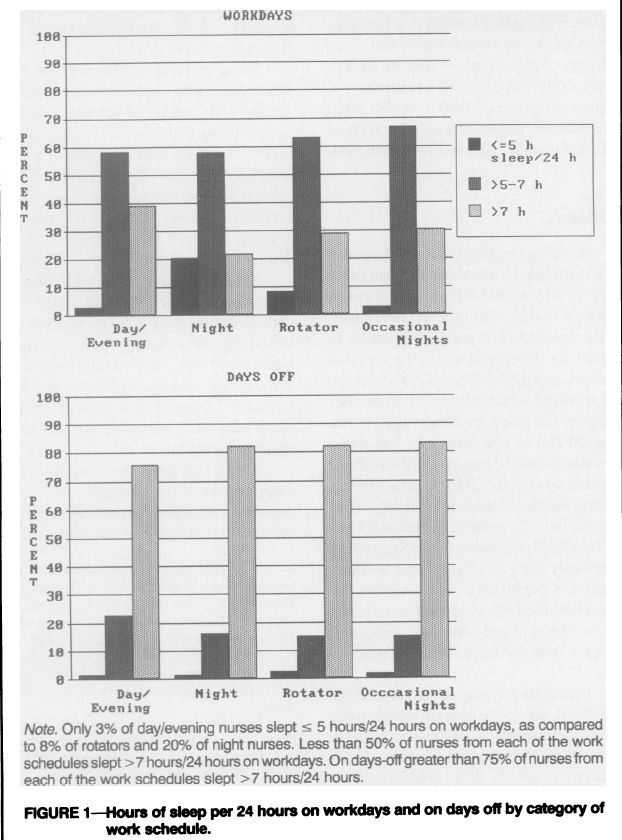 WORKDAYS
100
90
80
70
60
50
40
30
20
10
0
PERCENT
<=5 h
sleep/24 h
>5-7 h
>7 h
Day/
Evening
Night
Rotator
Occasional
Nights
DAYS OFF
100
90
80
70
60
50
40
30
20
10
0
PERCENT
Day/
Evening
Night
Rotator
Occcasional
Nights
Note. Only 3% of day/evening nurses slept ≤ 5 hours/24 hours on workdays, as compared
to 8% of rotators and 20% of night nurses. Less than 50% of nurses from each of the work
schedules slept >7 hours/24 hours on workdays. On days-off greater than 75% of nurses from
each of the work schedules slept >7 hours/24 hours.
FIGURE 1—Hours of sleep per 24 hours on workdays and on days off by category of
work schedule.